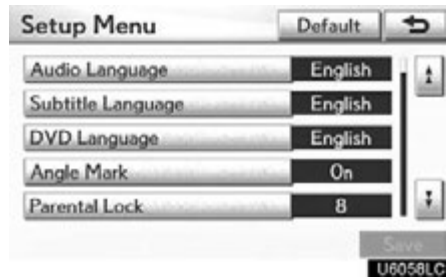 Setup Menu Default
Audio Language English
Subtitle Language English
DVD Language English
Angle Mark On
Parental Lock 8
Save
U6058LC